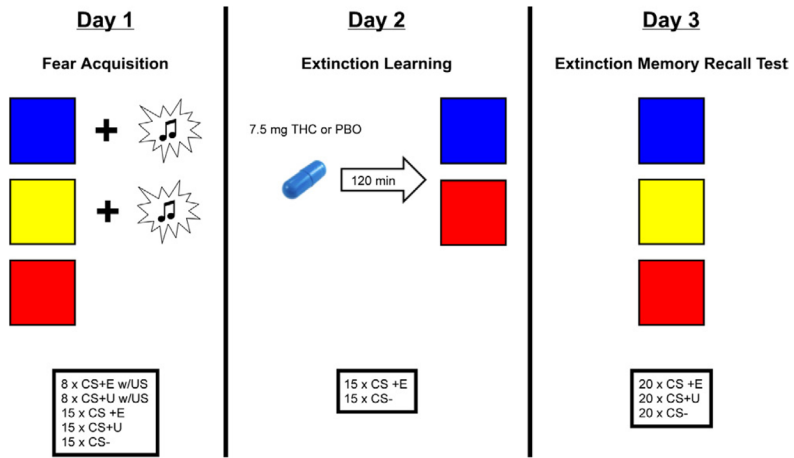 Day 1
Fear Acquisition
+
+
8 x CS+E w/US
8 x CS+U w/US
15 x CS +E
15 x CS+U
15 x CS-
Day 2
Extinction Learning
7.5 mg THC or PBO
120 min
15 x CS +E
15 x CS-
Day 3
Extinction Memory Recall Test
20 x CS +E
20 x CS+U
20 x CS-